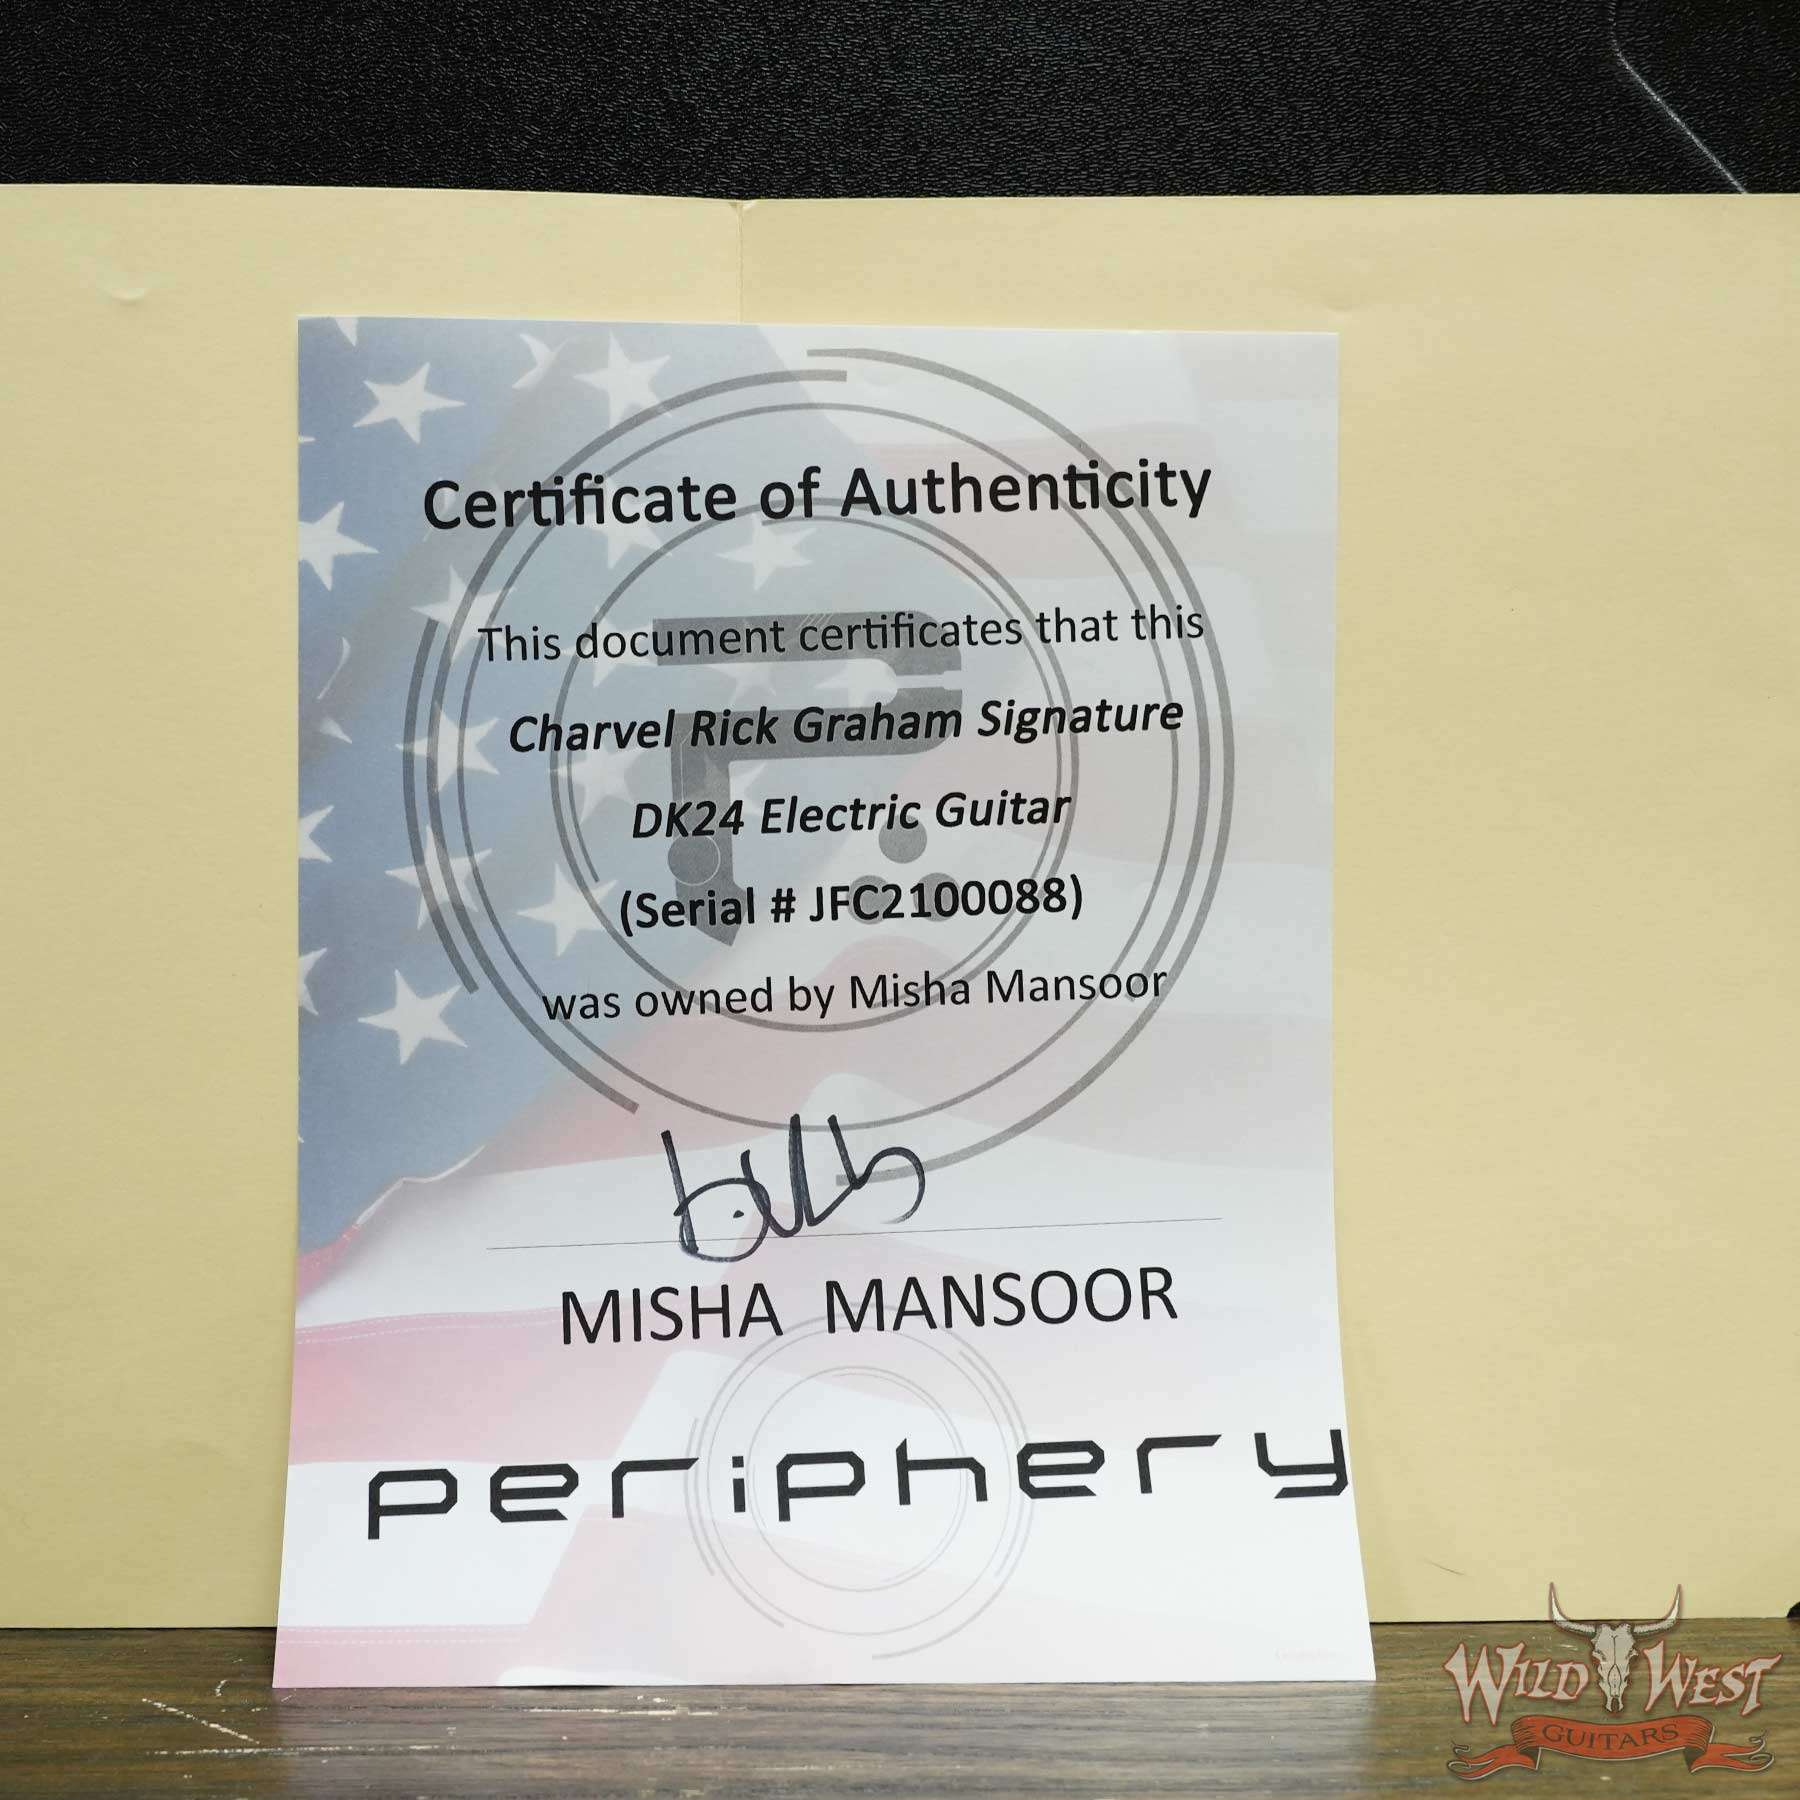 Certificate of Authenticity
This document certificates that this
Charvel Rick Graham Signature
DK24 Electric Guitar
(Serial # JFC2100088)
was owned by Misha Mansoor
MISHA MANSOOR
periphery
WILD WEST
GUITARS